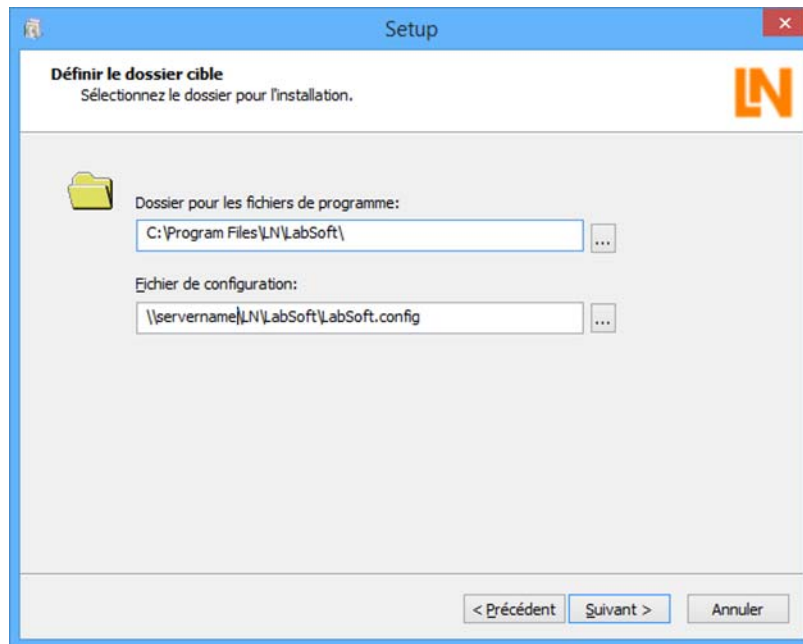 Setup
Définir le dossier cible
Sélectionnez le dossier pour l'installation.
LN
Dossier pour les fichiers de programme:
C:\Program Files\LN\LabSoft\
...
Fichier de configuration:
\\servername\LN\LabSoft\LabSoft.config
...
< Précédent
Suivant >
Annuler